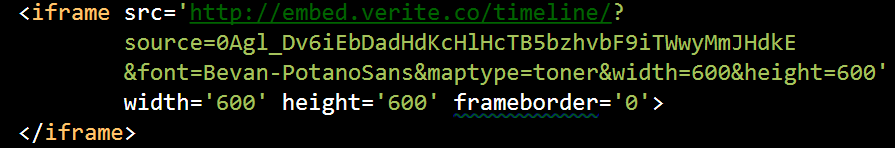 <iframe src='http://embed.verite.co/timeline/?
source=0Agl_Dv6iEbDadHdKcHlHcTB5bzhvbF9iTWwyMmJHdkE
&font=Bevan-PotanoSans&maptype=toner&width=600&height=600'
width='600' height='600' frameborder='0'>
</iframe>